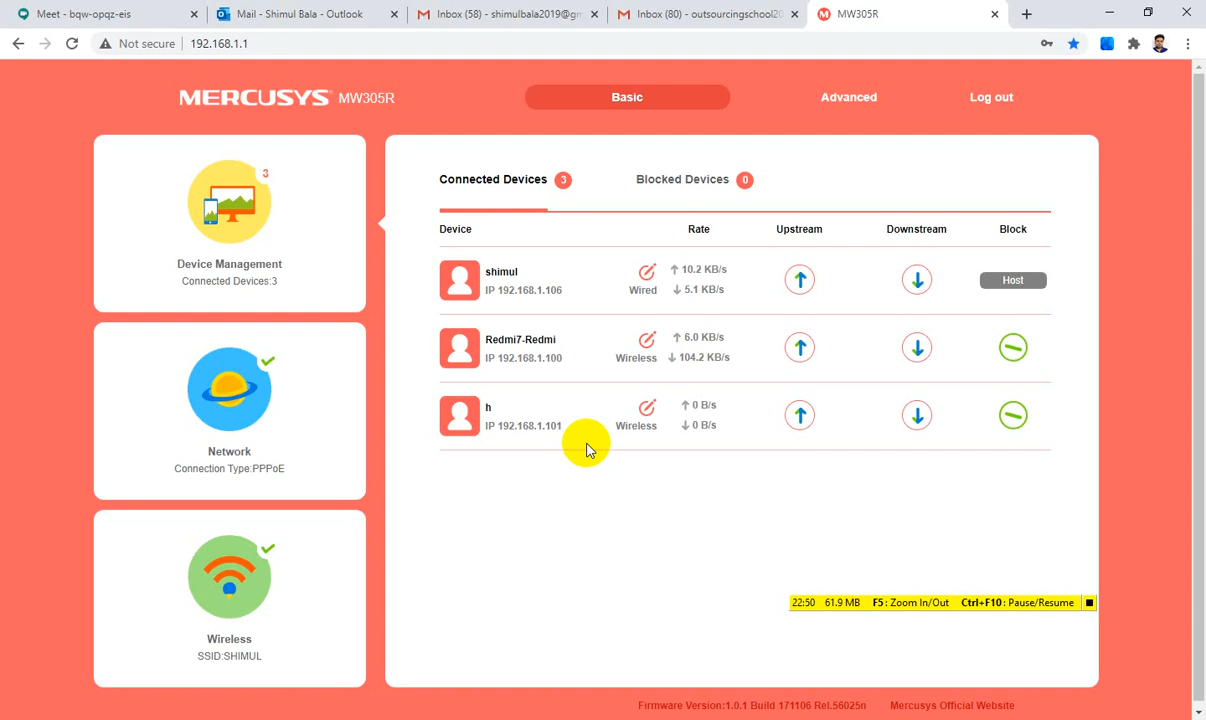 Meet - bqw-opqz-eis
Mail - Shimul Bala - Outlook
Inbox (58) - shimulbala2019@gm
Inbox (80) - outsourcingschool20
MW305R
Not secure
192.168.1.1
MERCUSYS MW305R
Basic
Advanced
Log out
3
Device Management
Connected Devices:3
Network
Connection Type:PPPoE
Wireless
SSID:SHIMUL
Connected Devices 3
Blocked Devices 0
Device Rate Upstream Downstream Block
shimul
IP 192.168.1.106
Wired
10.2 KB/s
5.1 KB/s
Host
Redmi7-Redmi
IP 192.168.1.100
Wireless
6.0 KB/s
104.2 KB/s
h
IP 192.168.1.101
Wireless
0 B/s
0 B/s
22:50 61.9 MB F5: Zoom In/Out Ctrl+F10: Pause/Resume
Firmware Version:1.0.1 Build 171106 Rel.56025n
Mercusys Official Website